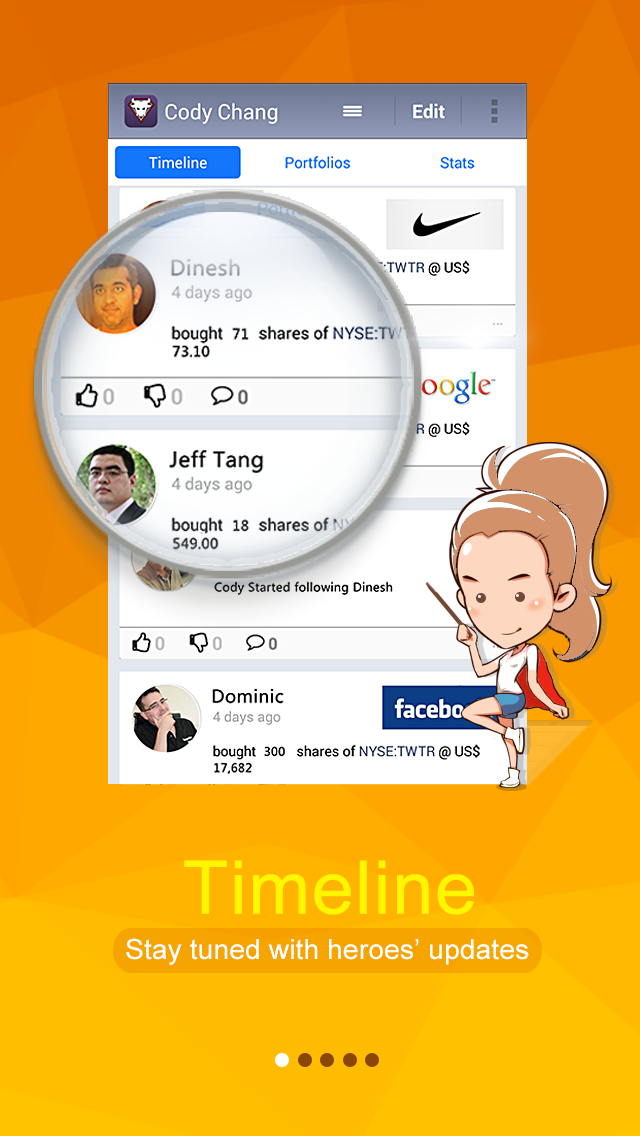 Cody Chang
Edit
Timeline
Portfolios
Stats
Dinesh
4 days ago
E:TWTR @ US$
bought 71 shares of NYSE:TW
73.10
...
0 0 0
oogle
R @ US$
Jeff Tang
4 days ago
bought 18 shares of NY
549.00
Cody Started following Dinesh
0 0 0
Dominic
4 days ago
facebo
bought 300 shares of NYSE:TWTR @ US$
17,682
Timeline
Stay tuned with heroes’ updates